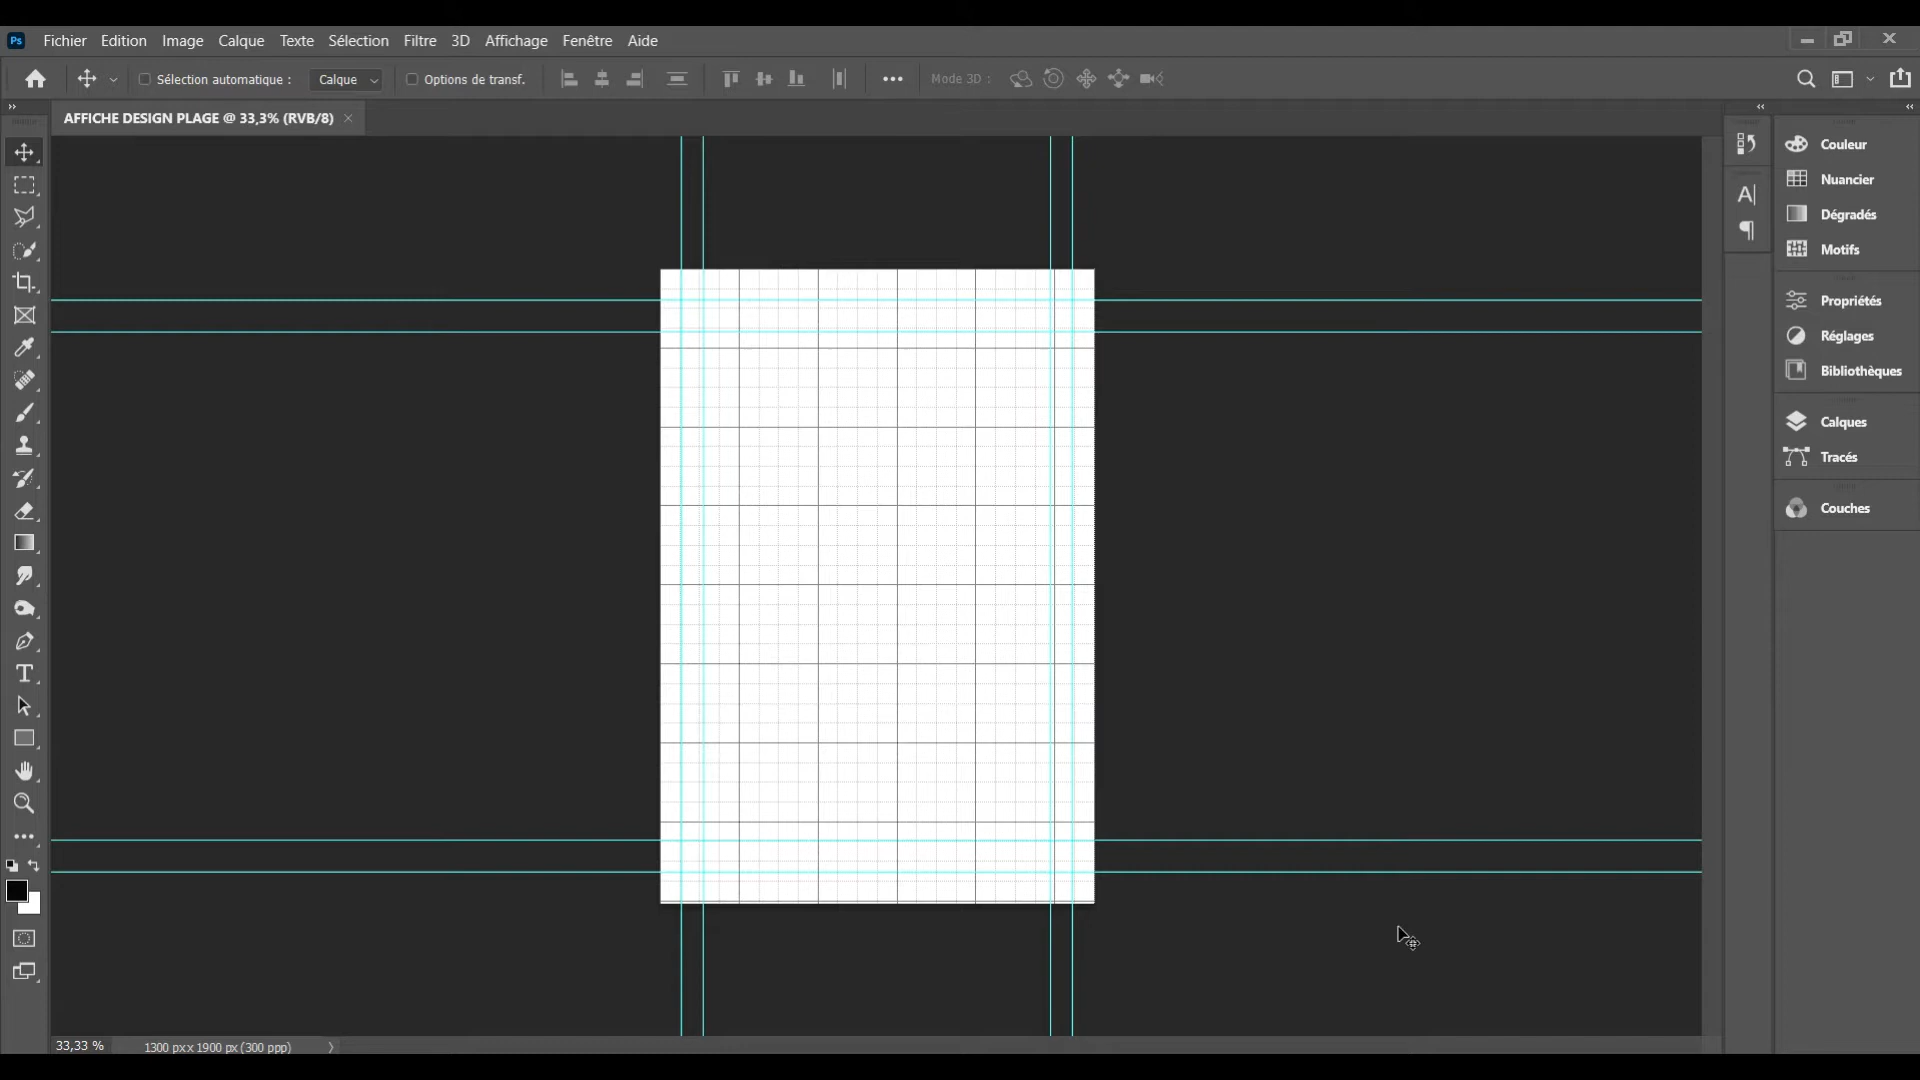 Ps Fichier Edition Image Calque Texte Sélection Filtre 3D Affichage Fenêtre Aide
Sélection automatique : Calque Options de transf. Mode 3D :
AFFICHE DESIGN PLAGE @ 33,3% (RVB/8)
Couleur
Nuancier
Dégradés
Motifs
Propriétés
Réglages
Bibliothèques
Calques
Tracés
Couches
33,33 % 1300 px x 1900 px (300 ppp)